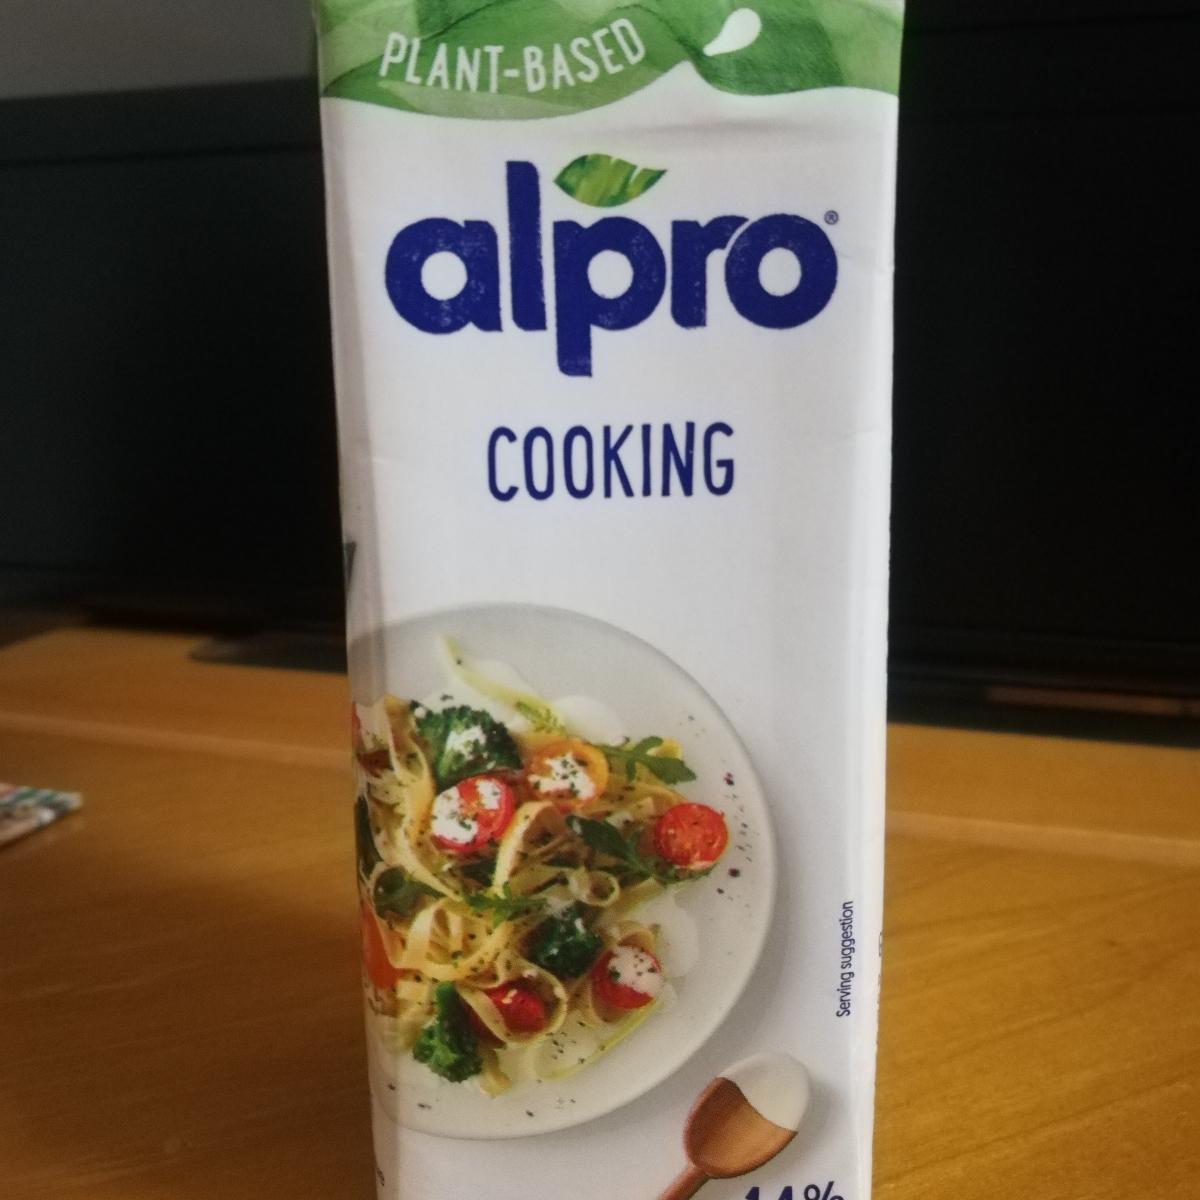 PLANT-BASED
alpro®
COOKING
Serving suggestion